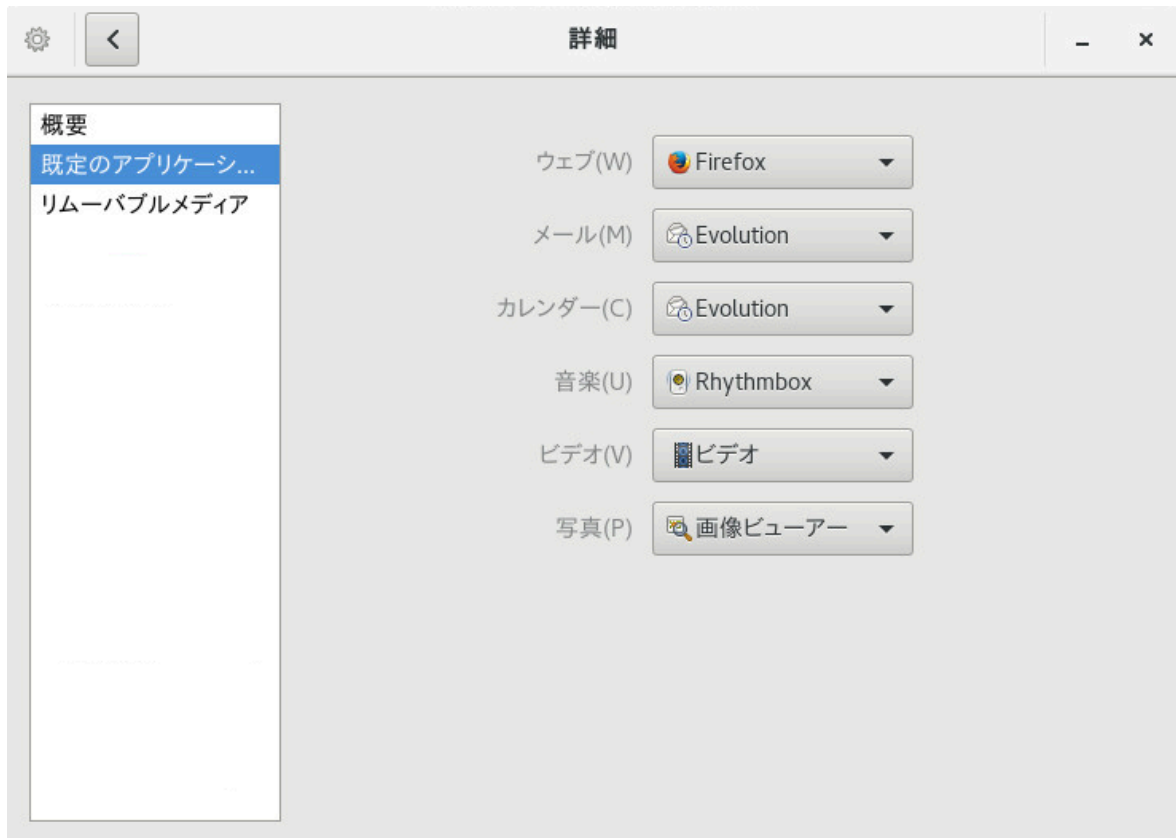 詳細
概要
既定のアプリケーシ...
リムーバブルメディア
ウェブ(W) Firefox
メール(M) Evolution
カレンダー(C) Evolution
音楽(U) Rhythmbox
ビデオ(V) ビデオ
写真(P) 画像ビューアー